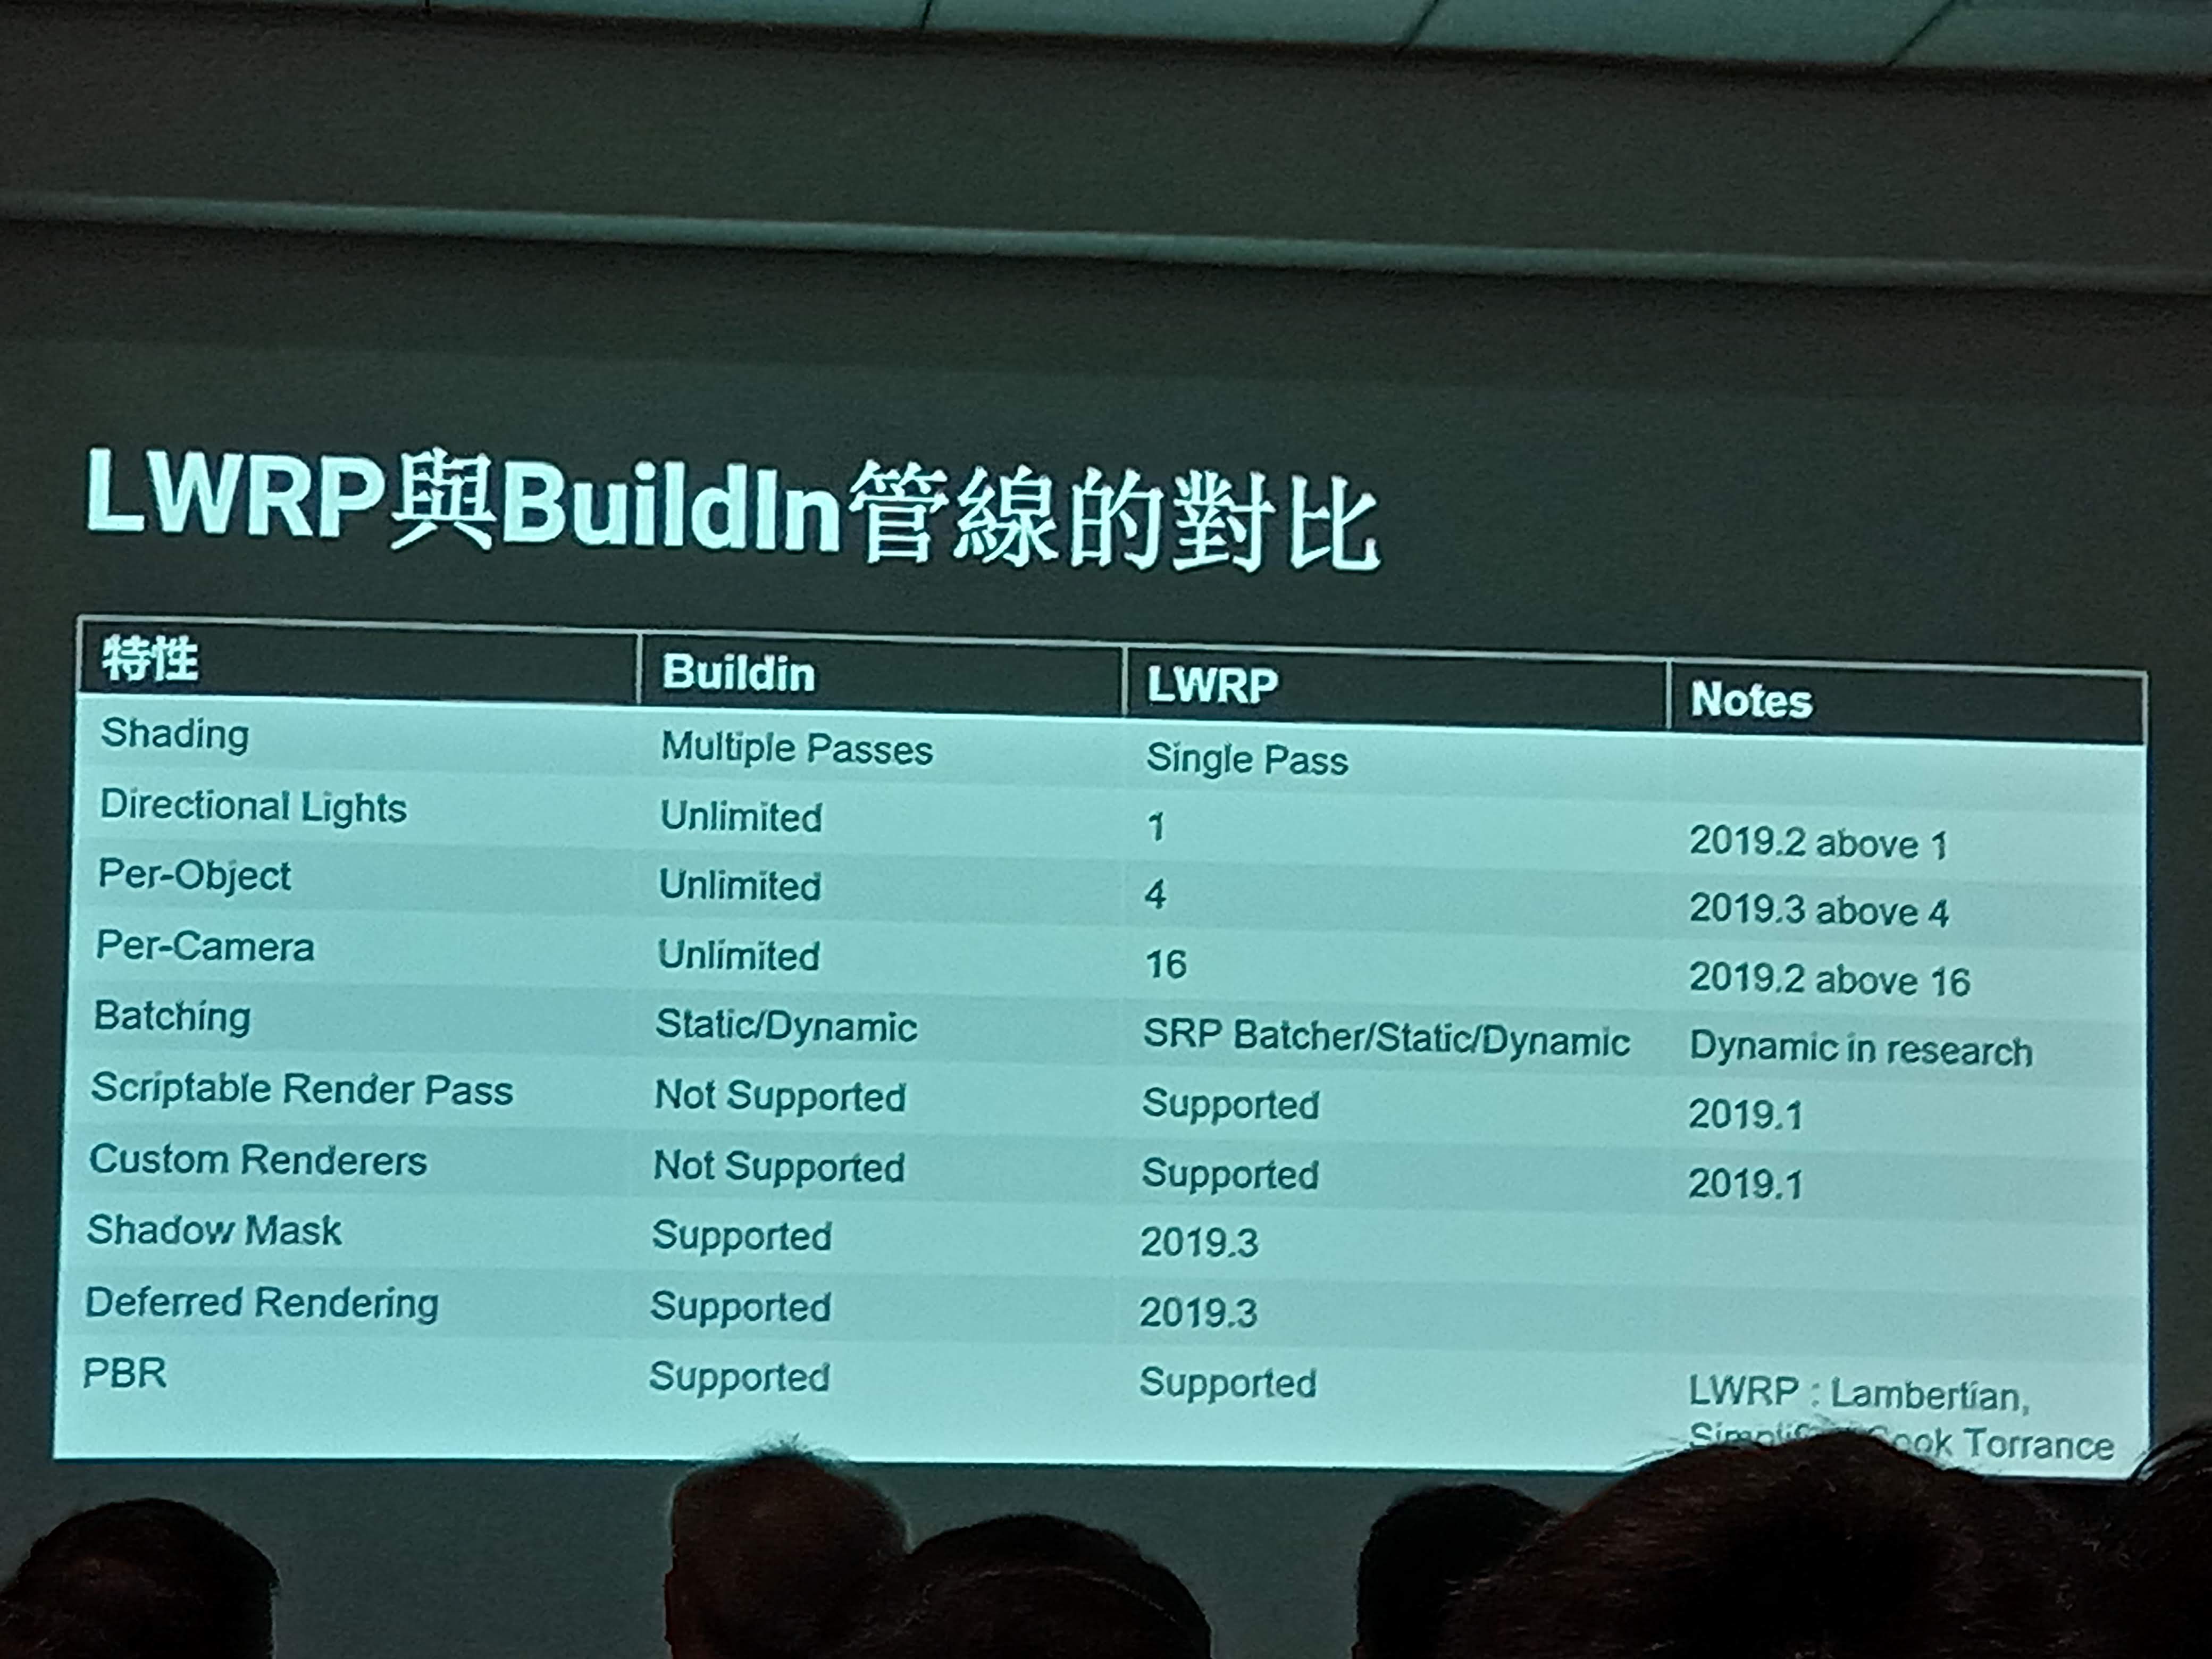 LWRP與BuildIn管線的對比
特性 Buildin LWRP Notes
Shading Multiple Passes Single Pass
Directional Lights Unlimited 1 2019.2 above 1
Per-Object Unlimited 4 2019.3 above 4
Per-Camera Unlimited 16 2019.2 above 16
Batching Static/Dynamic SRP Batcher/Static/Dynamic Dynamic in research
Scriptable Render Pass Not Supported Supported 2019.1
Custom Renderers Not Supported Supported 2019.1
Shadow Mask Supported 2019.3
Deferred Rendering Supported 2019.3
PBR Supported Supported LWRP : Lambertian,
Torrance